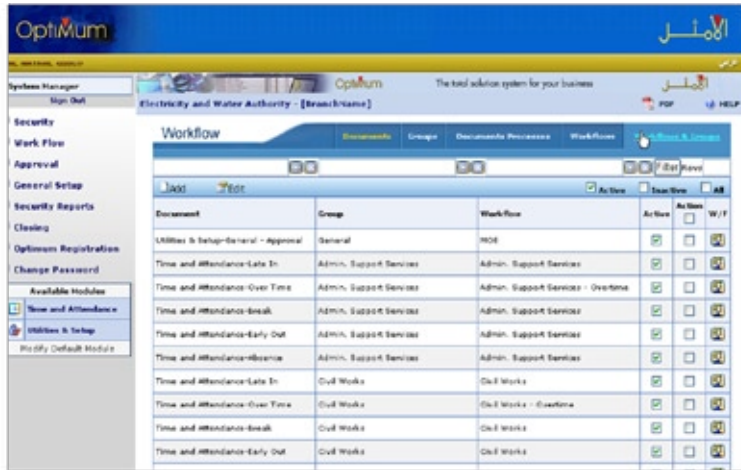 OptiMum
الأمثل
عربي
System Manager
Sign Out
Optimum
The total solution system for your business
الأمثل
Electricity and Water Authority - [BranchName]
PDF
HELP
Security
Work Flow
Approval
General Setup
Security Reports
Closing
Optimum Registration
Change Password
Available Modules
Time and Attendance
Utilities & Setup
Modify Default Module
Workflow
Documents Groups Documents Processes Workflows Workflows & Groups
Filter Rows
Add Edit Active Inactive All
Document Group Workflow Active Action W/F
Utilities & Setup-General - Approval General MOE
Time and Attendance-Late In Admin. Support Services Admin. Support Services
Time and Attendance-Over Time Admin. Support Services Admin. Support Services - Overtime
Time and Attendance-Break Admin. Support Services Admin. Support Services
Time and Attendance-Early Out Admin. Support Services Admin. Support Services
Time and Attendance-Absence Admin. Support Services Admin. Support Services
Time and Attendance-Late In Civil Works Civil Works
Time and Attendance-Over Time Civil Works Civil Works - Overtime
Time and Attendance-Break Civil Works Civil Works
Time and Attendance-Early Out Civil Works Civil Works